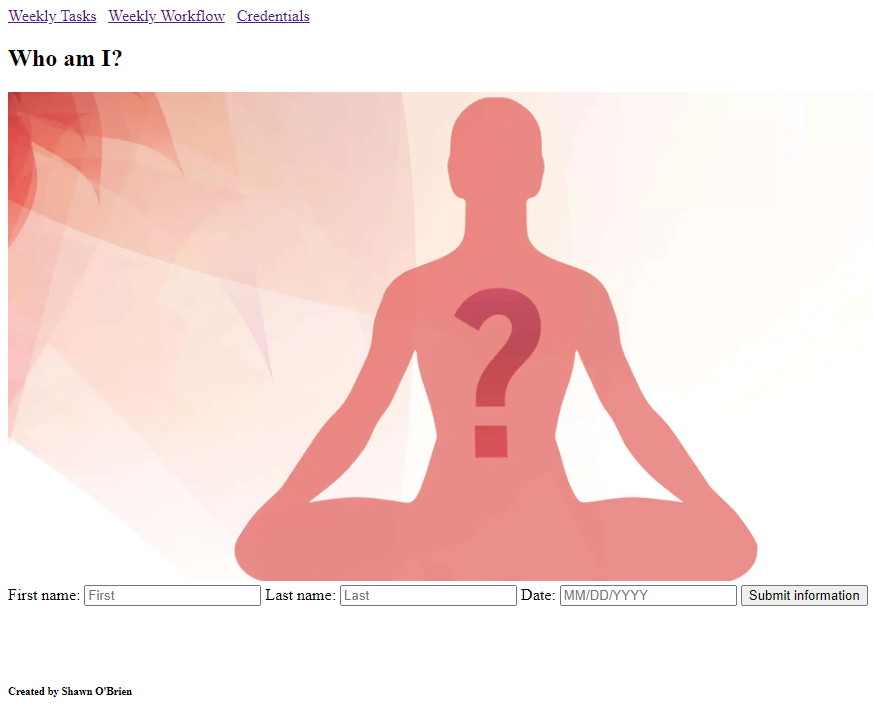 Weekly Tasks Weekly Workflow Credentials
Who am I?
?
First name: First Last name: Last Date: MM/DD/YYYY Submit information
Created by Shawn O'Brien